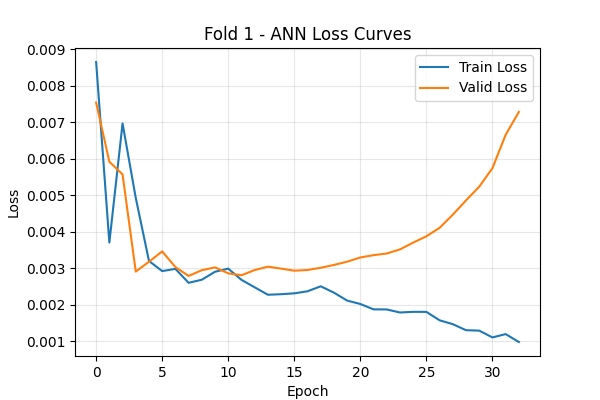 Fold 1 - ANN Loss Curves
Train Loss
Valid Loss
Loss
0.009
0.008
0.007
0.006
0.005
0.004
0.003
0.002
0.001
0 5 10 15 20 25 30
Epoch